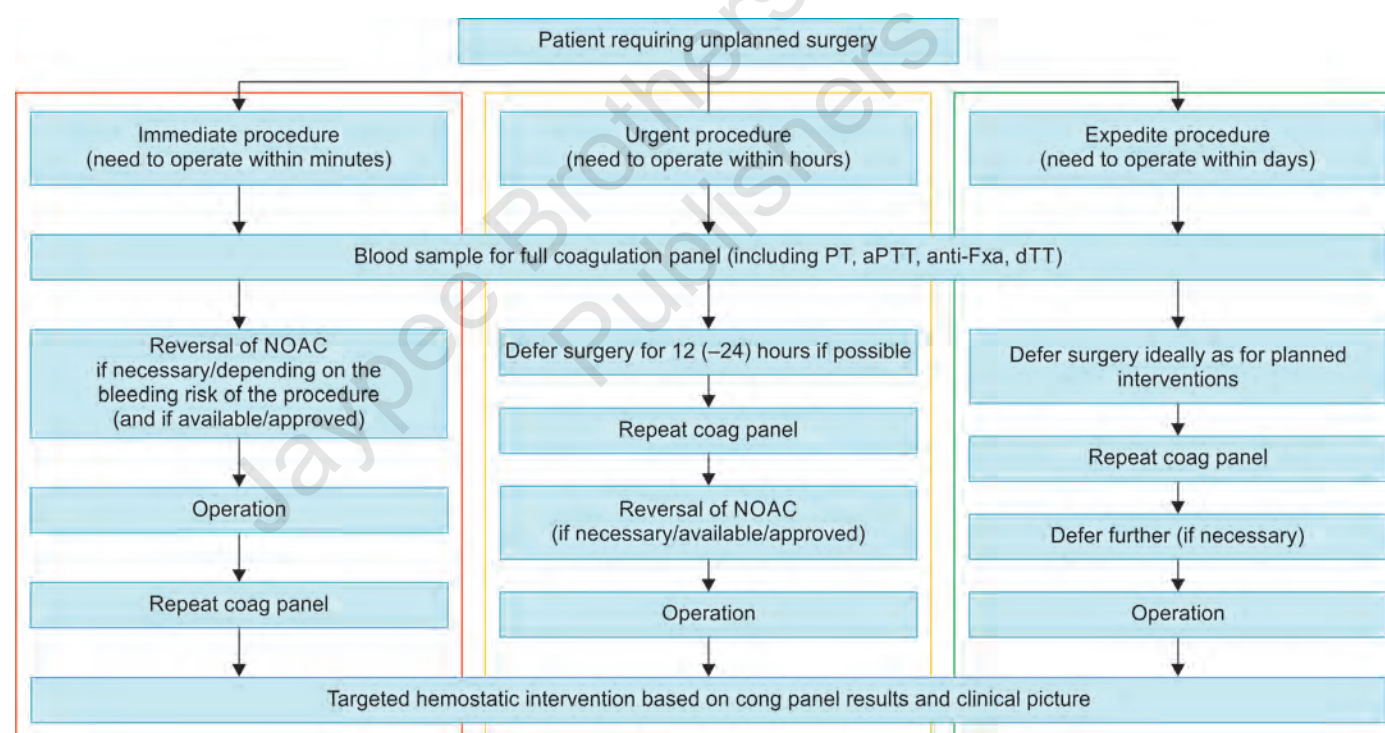 Patient requiring unplanned surgery
Immediate procedure
(need to operate within minutes)
Urgent procedure
(need to operate within hours)
Expedite procedure
(need to operate within days)
Blood sample for full coagulation panel (including PT, aPTT, anti-Fxa, dTT)
Reversal of NOAC
if necessary/depending on the
bleeding risk of the procedure
(and if available/approved)
Operation
Repeat coag panel
Defer surgery for 12 (–24) hours if possible
Repeat coag panel
Reversal of NOAC
(if necessary/available/approved)
Operation
Defer surgery ideally as for planned
interventions
Repeat coag panel
Defer further (if necessary)
Operation
Targeted hemostatic intervention based on cong panel results and clinical picture
Jaypee Brothers
Publishers